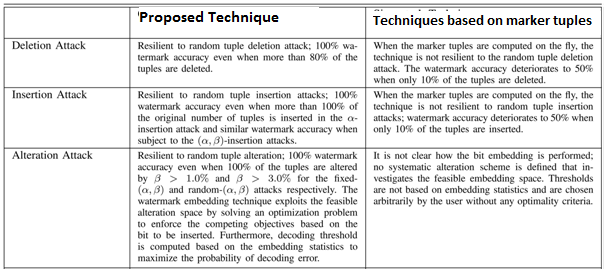 Proposed Technique
Techniques based on marker tuples
Deletion Attack
Resilient to random tuple deletion attack; 100% wa-
termark accuracy even when more than 80% of the
tuples are deleted.
When the marker tuples are computed on the fly, the
technique is not resilient to the random tuple deletion
attack. The watermark accuracy deteriorates to 50%
when only 10% of the tuples are deleted.
Insertion Attack
Resilient to random tuple insertion attacks; 100%
watermark accuracy even when more than 100% of
the original number of tuples is inserted in the α-
insertion attack and similar watermark accuracy when
subject to the (α, β)-insertion attacks.
When the marker tuples are computed on the fly, the
technique is not resilient to random tuple insertion
attacks; watermark accuracy deteriorates to 50% when
only 10% of the tuples are inserted.
Alteration Attack
Resilient to random tuple alteration; 100% watermark
accuracy even when 100% of the tuples are altered
by β > 1.0% and β > 3.0% for the fixed-
(α, β) and random-(α, β) attacks respectively. The
watermark embedding technique exploits the feasible
alteration space by solving an optimization problem
to enforce the competing objectives based on the
bit to be inserted. Furthermore, decoding threshold
is computed based on the embedding statistics to
maximize the probability of decoding error.
It is not clear how the bit embedding is performed;
no systematic alteration scheme is defined that in-
vestigates the feasible embedding space. Thresholds
are not based on embedding statistics and are chosen
arbitrarily by the user without any optimality criteria.